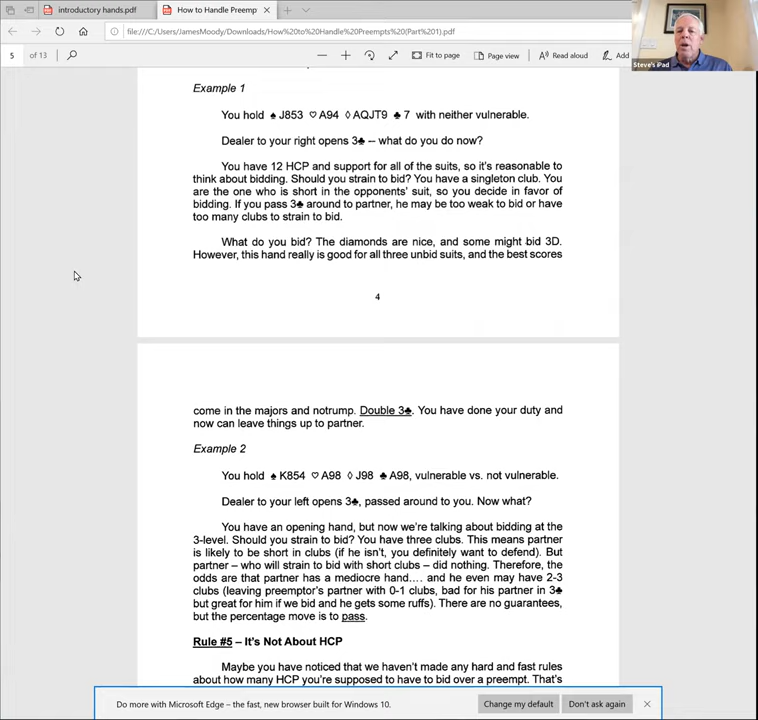 introductory hands.pdf
How to Handle Preempt
file:///C:/Users/JamesMoody/Downloads/How%20to%20Handle%20Preempts%20(Part%201).pdf
5 of 13
Fit to page
Page view
Read aloud
Add
Steve's iPad
Example 1
You hold ♠ J853 ♡ A94 ◊ AQJT9 ♣ 7 with neither vulnerable.
Dealer to your right opens 3♣ -- what do you do now?
You have 12 HCP and support for all of the suits, so it's reasonable to
think about bidding. Should you strain to bid? You have a singleton club. You
are the one who is short in the opponents' suit, so you decide in favor of
bidding. If you pass 3♣ around to partner, he may be too weak to bid or have
too many clubs to strain to bid.
What do you bid? The diamonds are nice, and some might bid 3D.
However, this hand really is good for all three unbid suits, and the best scores
4
come in the majors and notrump. Double 3♣. You have done your duty and
now can leave things up to partner.
Example 2
You hold ♠ K854 ♡ A98 ◊ J98 ♣ A98, vulnerable vs. not vulnerable.
Dealer to your left opens 3♣, passed around to you. Now what?
You have an opening hand, but now we're talking about bidding at the
3-level. Should you strain to bid? You have three clubs. This means partner
is likely to be short in clubs (if he isn't, you definitely want to defend). But
partner – who will strain to bid with short clubs – did nothing. Therefore, the
odds are that partner has a mediocre hand…. and he even may have 2-3
clubs (leaving preemptor's partner with 0-1 clubs, bad for his partner in 3♣
but great for him if we bid and he gets some ruffs). There are no guarantees,
but the percentage move is to pass.
Rule #5 – It's Not About HCP
Maybe you have noticed that we haven't made any hard and fast rules
about how many HCP you're supposed to have to bid over a preempt. That's
Do more with Microsoft Edge – the fast, new browser built for Windows 10.
Change my default
Don't ask again